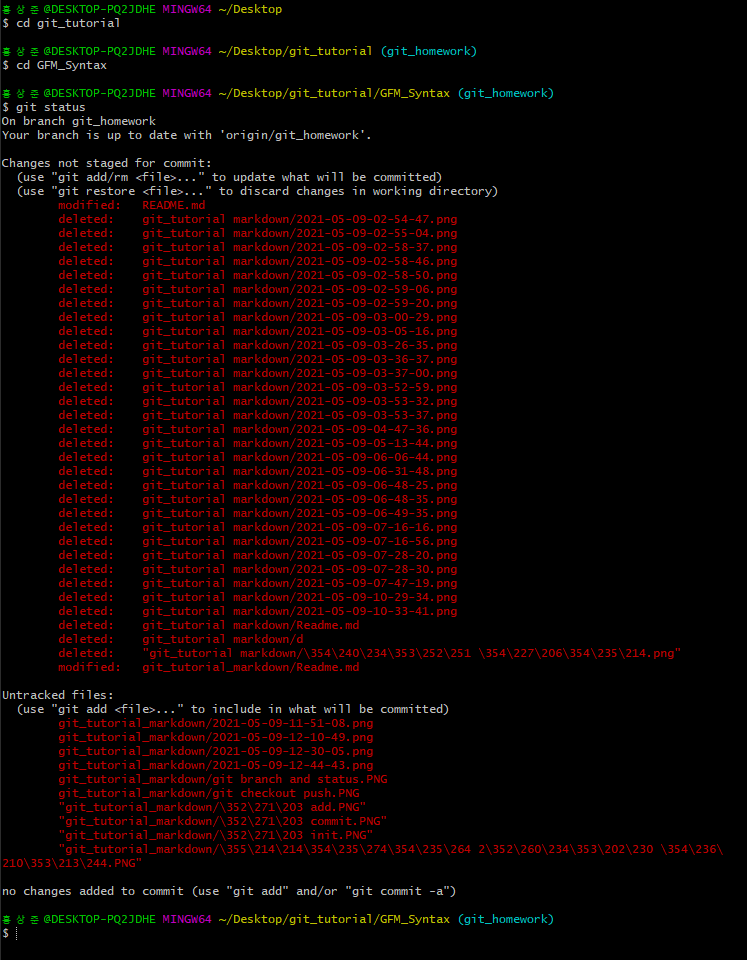 홍 상 준 @DESKTOP-PQ2JDHE MINGW64 ~/Desktop
$ cd git_tutorial
홍 상 준 @DESKTOP-PQ2JDHE MINGW64 ~/Desktop/git_tutorial (git_homework)
$ cd GFM_Syntax
홍 상 준 @DESKTOP-PQ2JDHE MINGW64 ~/Desktop/git_tutorial/GFM_Syntax (git_homework)
$ git status
On branch git_homework
Your branch is up to date with 'origin/git_homework'.
Changes not staged for commit:
(use "git add/rm <file>..." to update what will be committed)
(use "git restore <file>..." to discard changes in working directory)
modified: README.md
deleted: git_tutorial markdown/2021-05-09-02-54-47.png
deleted: git_tutorial markdown/2021-05-09-02-55-04.png
deleted: git_tutorial markdown/2021-05-09-02-58-37.png
deleted: git_tutorial markdown/2021-05-09-02-58-46.png
deleted: git_tutorial markdown/2021-05-09-02-58-50.png
deleted: git_tutorial markdown/2021-05-09-02-59-06.png
deleted: git_tutorial markdown/2021-05-09-02-59-20.png
deleted: git_tutorial markdown/2021-05-09-03-00-29.png
deleted: git_tutorial markdown/2021-05-09-03-05-16.png
deleted: git_tutorial markdown/2021-05-09-03-26-35.png
deleted: git_tutorial markdown/2021-05-09-03-36-37.png
deleted: git_tutorial markdown/2021-05-09-03-37-00.png
deleted: git_tutorial markdown/2021-05-09-03-52-59.png
deleted: git_tutorial markdown/2021-05-09-03-53-32.png
deleted: git_tutorial markdown/2021-05-09-03-53-37.png
deleted: git_tutorial markdown/2021-05-09-04-47-36.png
deleted: git_tutorial markdown/2021-05-09-05-13-44.png
deleted: git_tutorial markdown/2021-05-09-06-06-44.png
deleted: git_tutorial markdown/2021-05-09-06-31-48.png
deleted: git_tutorial markdown/2021-05-09-06-48-25.png
deleted: git_tutorial markdown/2021-05-09-06-48-35.png
deleted: git_tutorial markdown/2021-05-09-06-49-35.png
deleted: git_tutorial markdown/2021-05-09-07-16-16.png
deleted: git_tutorial markdown/2021-05-09-07-16-56.png
deleted: git_tutorial markdown/2021-05-09-07-28-20.png
deleted: git_tutorial markdown/2021-05-09-07-28-30.png
deleted: git_tutorial markdown/2021-05-09-07-47-19.png
deleted: git_tutorial markdown/2021-05-09-10-29-34.png
deleted: git_tutorial markdown/2021-05-09-10-33-41.png
deleted: git_tutorial markdown/Readme.md
deleted: git_tutorial markdown/d
deleted: "git_tutorial markdown/\354\240\234\353\252\251 \354\227\206\354\235\214.png"
modified: git_tutorial_markdown/Readme.md
Untracked files:
(use "git add <file>..." to include in what will be committed)
git_tutorial_markdown/2021-05-09-11-51-08.png
git_tutorial_markdown/2021-05-09-12-10-49.png
git_tutorial_markdown/2021-05-09-12-30-05.png
git_tutorial_markdown/2021-05-09-12-44-43.png
git_tutorial_markdown/git branch and status.PNG
git_tutorial_markdown/git checkout push.PNG
"git_tutorial_markdown/\352\271\203 add.PNG"
"git_tutorial_markdown/\352\271\203 commit.PNG"
"git_tutorial_markdown/\352\271\203 init.PNG"
"git_tutorial_markdown/\355\214\214\354\235\274\354\235\264 2\352\260\234\353\202\230 \354\236\
210\353\213\244.PNG"
no changes added to commit (use "git add" and/or "git commit -a")
홍 상 준 @DESKTOP-PQ2JDHE MINGW64 ~/Desktop/git_tutorial/GFM_Syntax (git_homework)
$